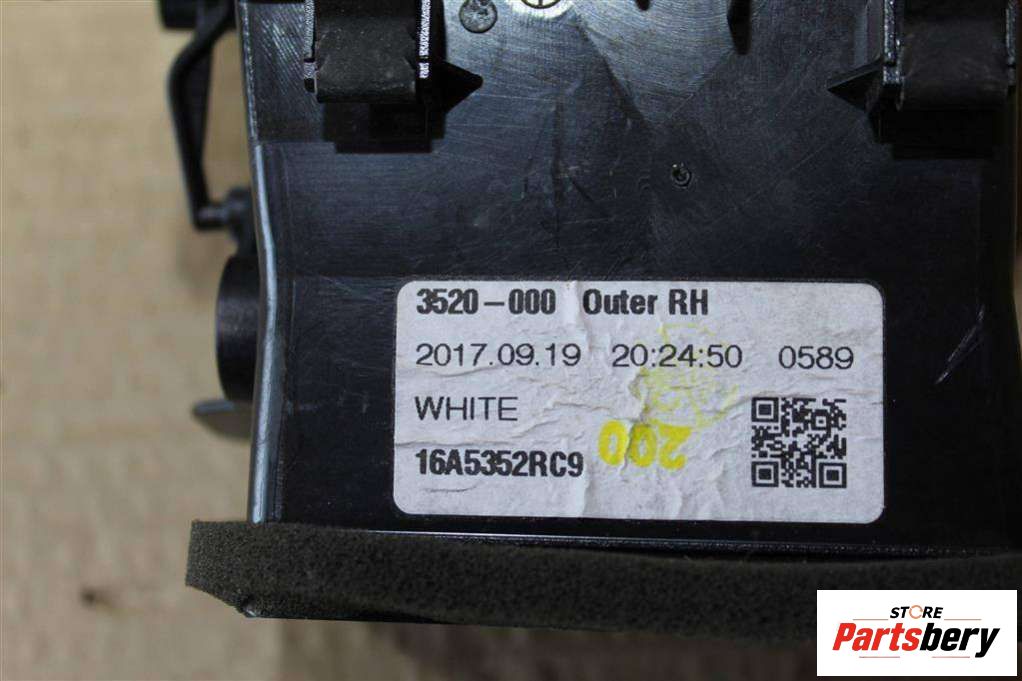 3520-000 Outer RH
2017.09.19 20:24:50 0589
WHITE
200
16A5352RC9
STORE
Partsbery